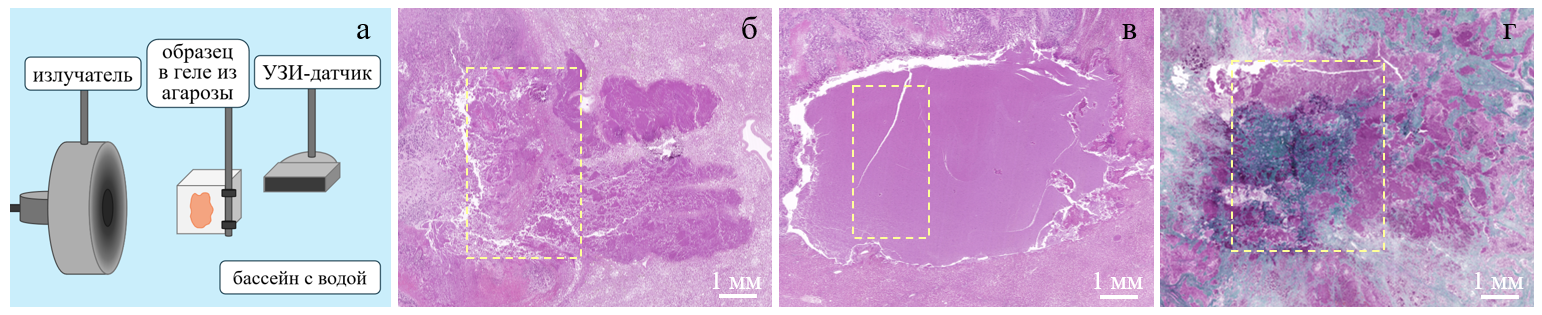 а
излучатель
образец
в геле из
агарозы
УЗИ-датчик
бассейн с водой
б
1 мм
в
1 мм
г
1 мм